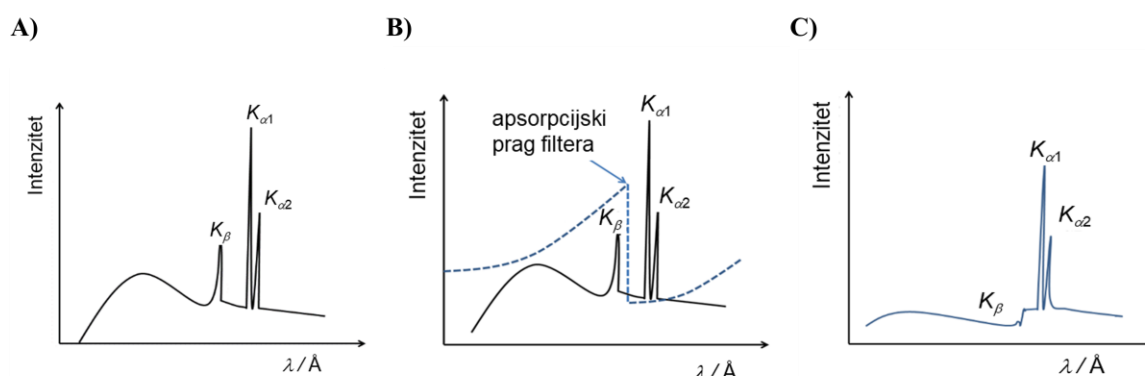 A)
Intenzitet
Kα1
Kα2
Kβ
λ / Å
B)
Intenzitet
apsorpcijski
prag filtera
Kα1
Kα2
Kβ
λ / Å
C)
Intenzitet
Kα1
Kα2
Kβ
λ / Å